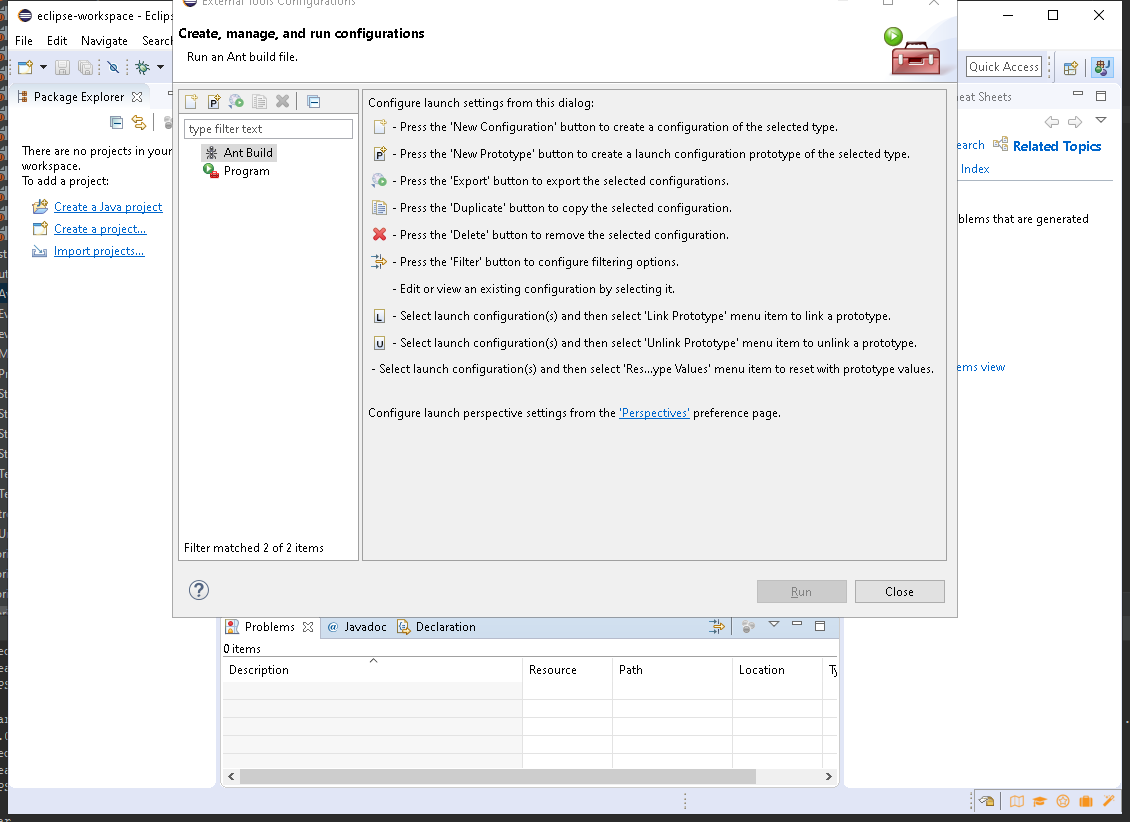 eclipse-workspace - Eclips
External Tools Configurations
File Edit Navigate Search
Create, manage, and run configurations
Run an Ant build file.
Quick Access
Package Explorer
There are no projects in your
workspace.
To add a project:
Create a Java project
Create a project...
Import projects...
type filter text
Ant Build
Program
Filter matched 2 of 2 items
Configure launch settings from this dialog:
- Press the 'New Configuration' button to create a configuration of the selected type.
P - Press the 'New Prototype' button to create a launch configuration prototype of the selected type.
- Press the 'Export' button to export the selected configurations.
- Press the 'Duplicate' button to copy the selected configuration.
- Press the 'Delete' button to remove the selected configuration.
- Press the 'Filter' button to configure filtering options.
- Edit or view an existing configuration by selecting it.
L - Select launch configuration(s) and then select 'Link Prototype' menu item to link a prototype.
U - Select launch configuration(s) and then select 'Unlink Prototype' menu item to unlink a prototype.
- Select launch configuration(s) and then select 'Res...ype Values' menu item to reset with prototype values.
Configure launch perspective settings from the 'Perspectives' preference page.
Run Close
eat Sheets
earch Related Topics
Index
blems that are generated
ems view
Problems @ Javadoc Declaration
0 items
Description Resource Path Location Ty